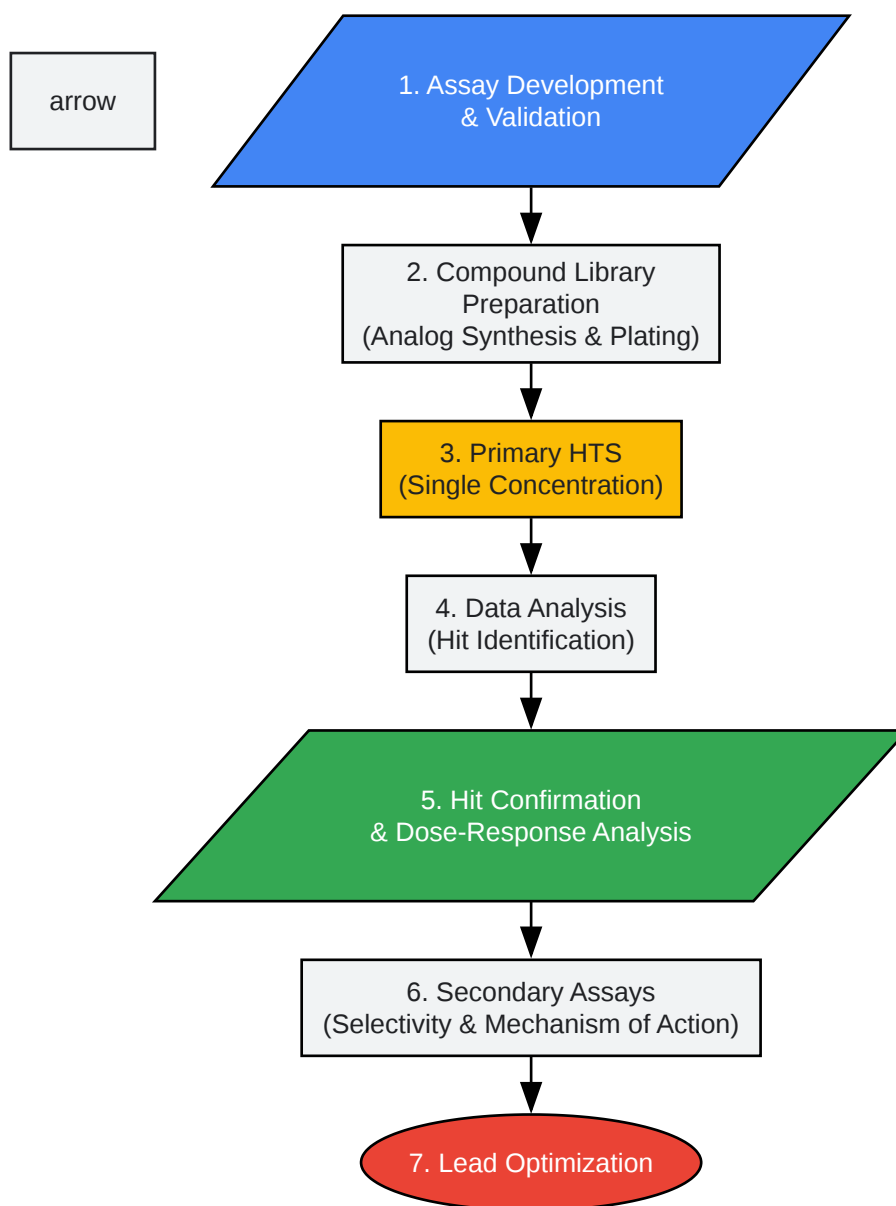 arrow
1. Assay Development
& Validation
2. Compound Library
Preparation
(Analog Synthesis & Plating)
3. Primary HTS
(Single Concentration)
4. Data Analysis
(Hit Identification)
5. Hit Confirmation
& Dose-Response Analysis
6. Secondary Assays
(Selectivity & Mechanism of Action)
7. Lead Optimization